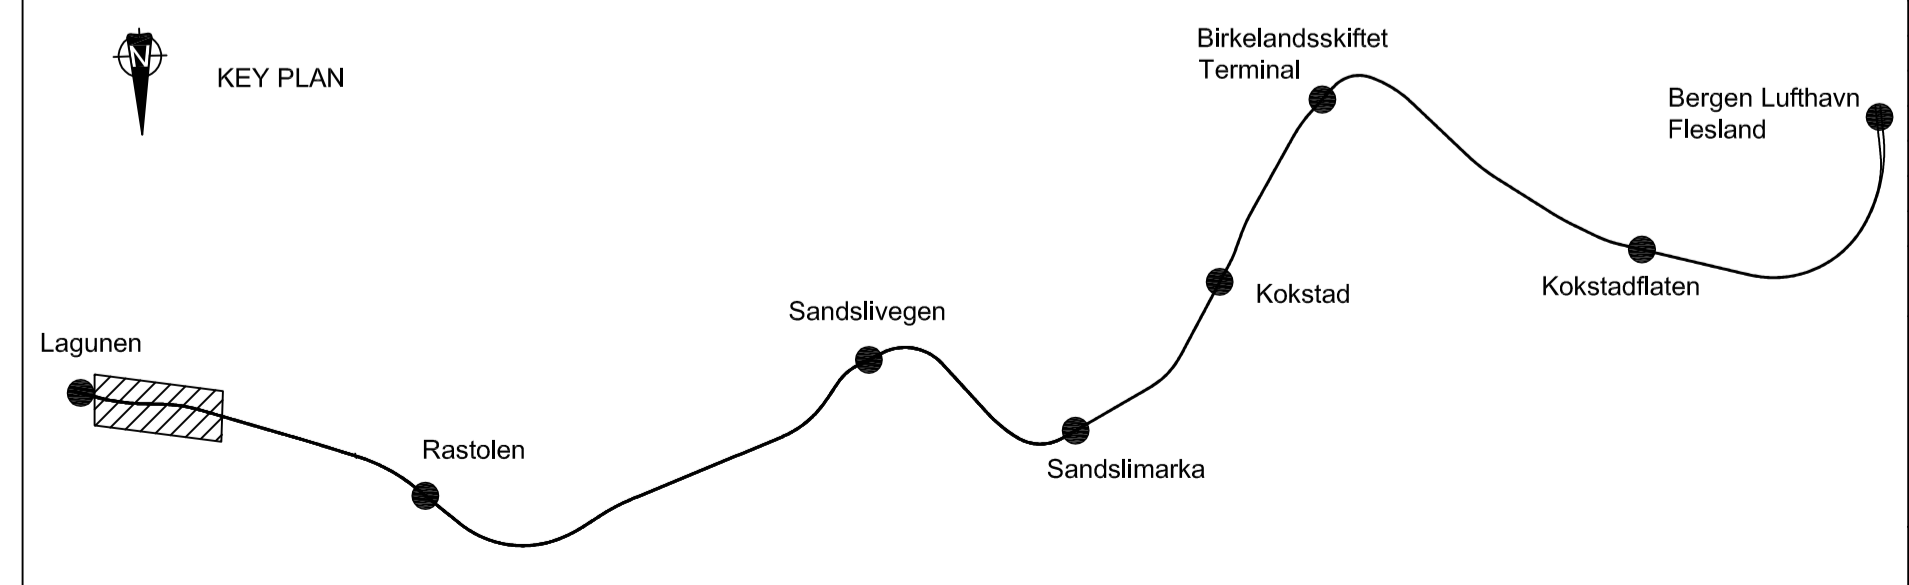 N
KEY PLAN
Birkelandsskiftet
Terminal
Bergen Lufthavn
Flesland
Kokstadflaten
Kokstad
Sandslivegen
Lagunen
Rastolen
Sandslimarka